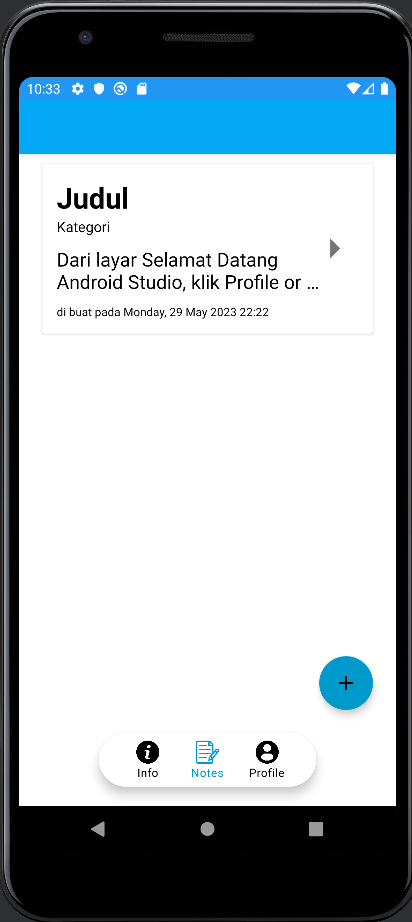 10:33
Judul
Kategori
Dari layar Selamat Datang
Android Studio, klik Profile or ...
di buat pada Monday, 29 May 2023 22:22
Info
Notes
Profile